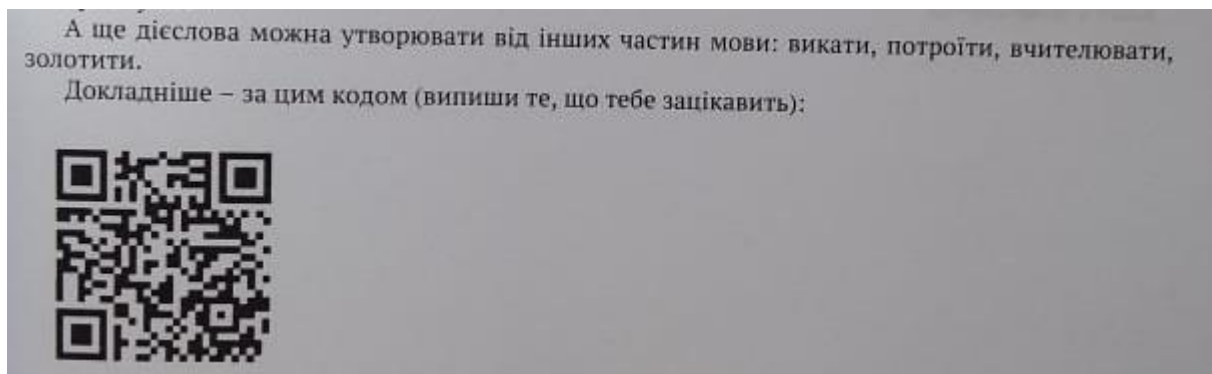 А ще дієслова можна утворювати від інших частин мови: викати, потроїти, вчителювати,
золотити.
Докладніше – за цим кодом (випиши те, що тебе зацікавить):